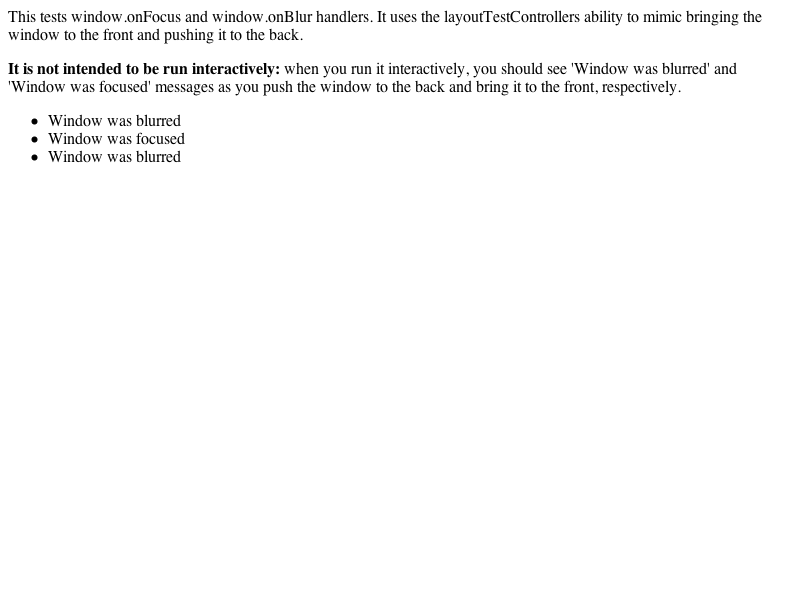 This tests window.onFocus and window.onBlur handlers. It uses the layoutTestControllers ability to mimic bringing the
window to the front and pushing it to the back.
It is not intended to be run interactively: when you run it interactively, you should see 'Window was blurred' and
'Window was focused' messages as you push the window to the back and bring it to the front, respectively.
• Window was blurred
• Window was focused
• Window was blurred